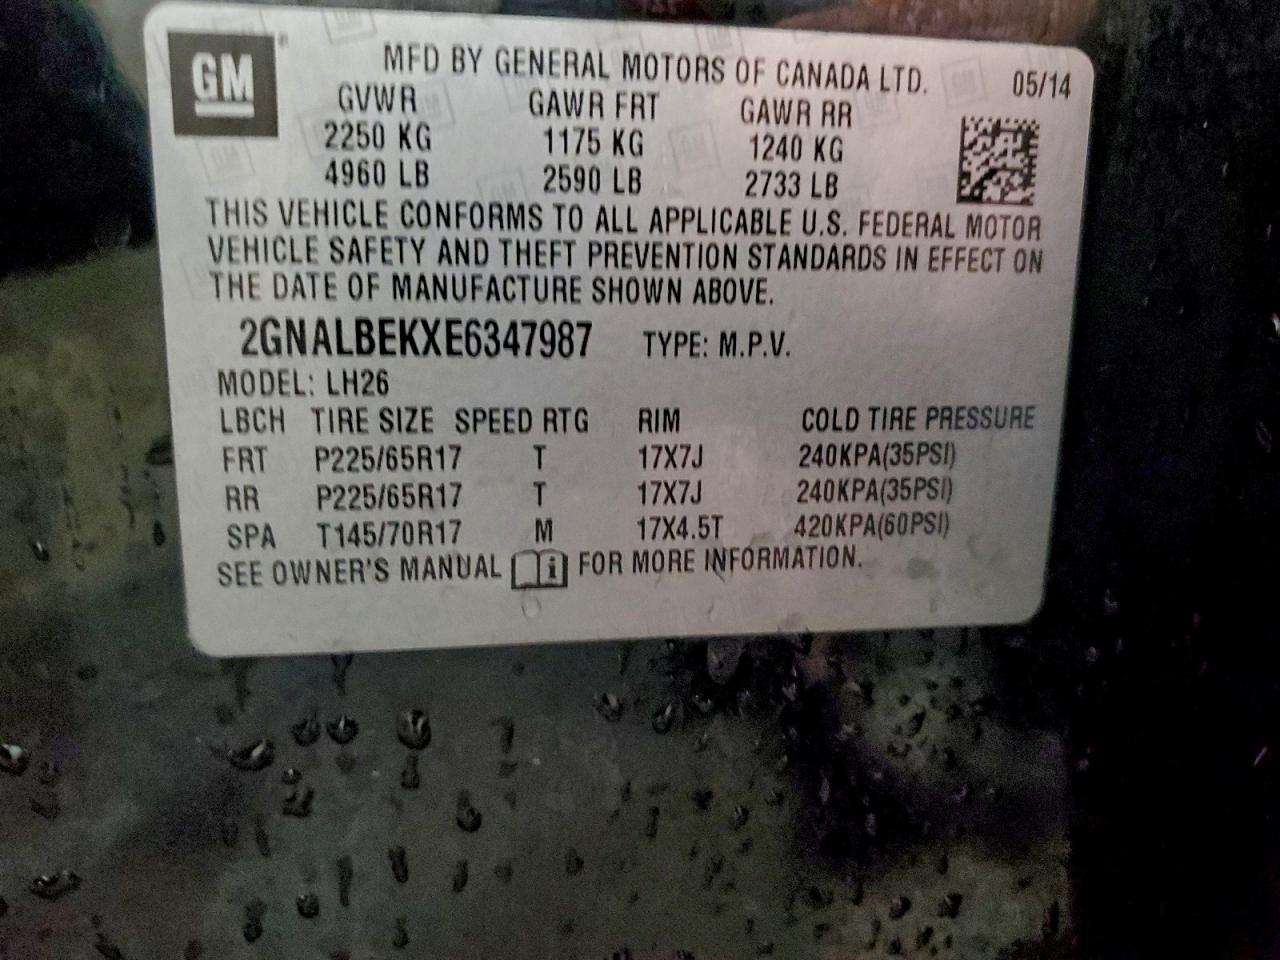 GM
MFD BY GENERAL MOTORS OF CANADA LTD. 05/14
GVWR GAWR FRT GAWR RR
2250 KG 1175 KG 1240 KG
4960 LB 2590 LB 2733 LB
THIS VEHICLE CONFORMS TO ALL APPLICABLE U.S. FEDERAL MOTOR
VEHICLE SAFETY AND THEFT PREVENTION STANDARDS IN EFFECT ON
THE DATE OF MANUFACTURE SHOWN ABOVE.
2GNALBEKXE6347987 TYPE: M.P.V.
MODEL: LH26
LBCH TIRE SIZE SPEED RTG RIM COLD TIRE PRESSURE
FRT P225/65R17 T 17X7J 240KPA(35PSI)
RR P225/65R17 T 17X7J 240KPA(35PSI)
SPA T145/70R17 M 17X4.5T 420KPA(60PSI)
SEE OWNER'S MANUAL i FOR MORE INFORMATION.